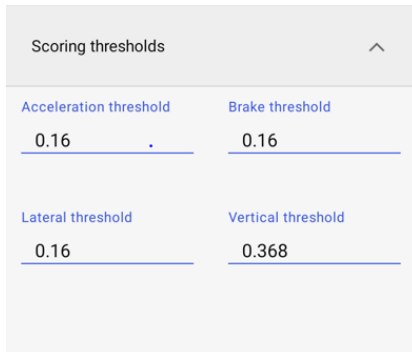 Scoring thresholds
Acceleration threshold
Brake threshold
0.16
0.16
Lateral threshold
Vertical threshold
0.16
0.368